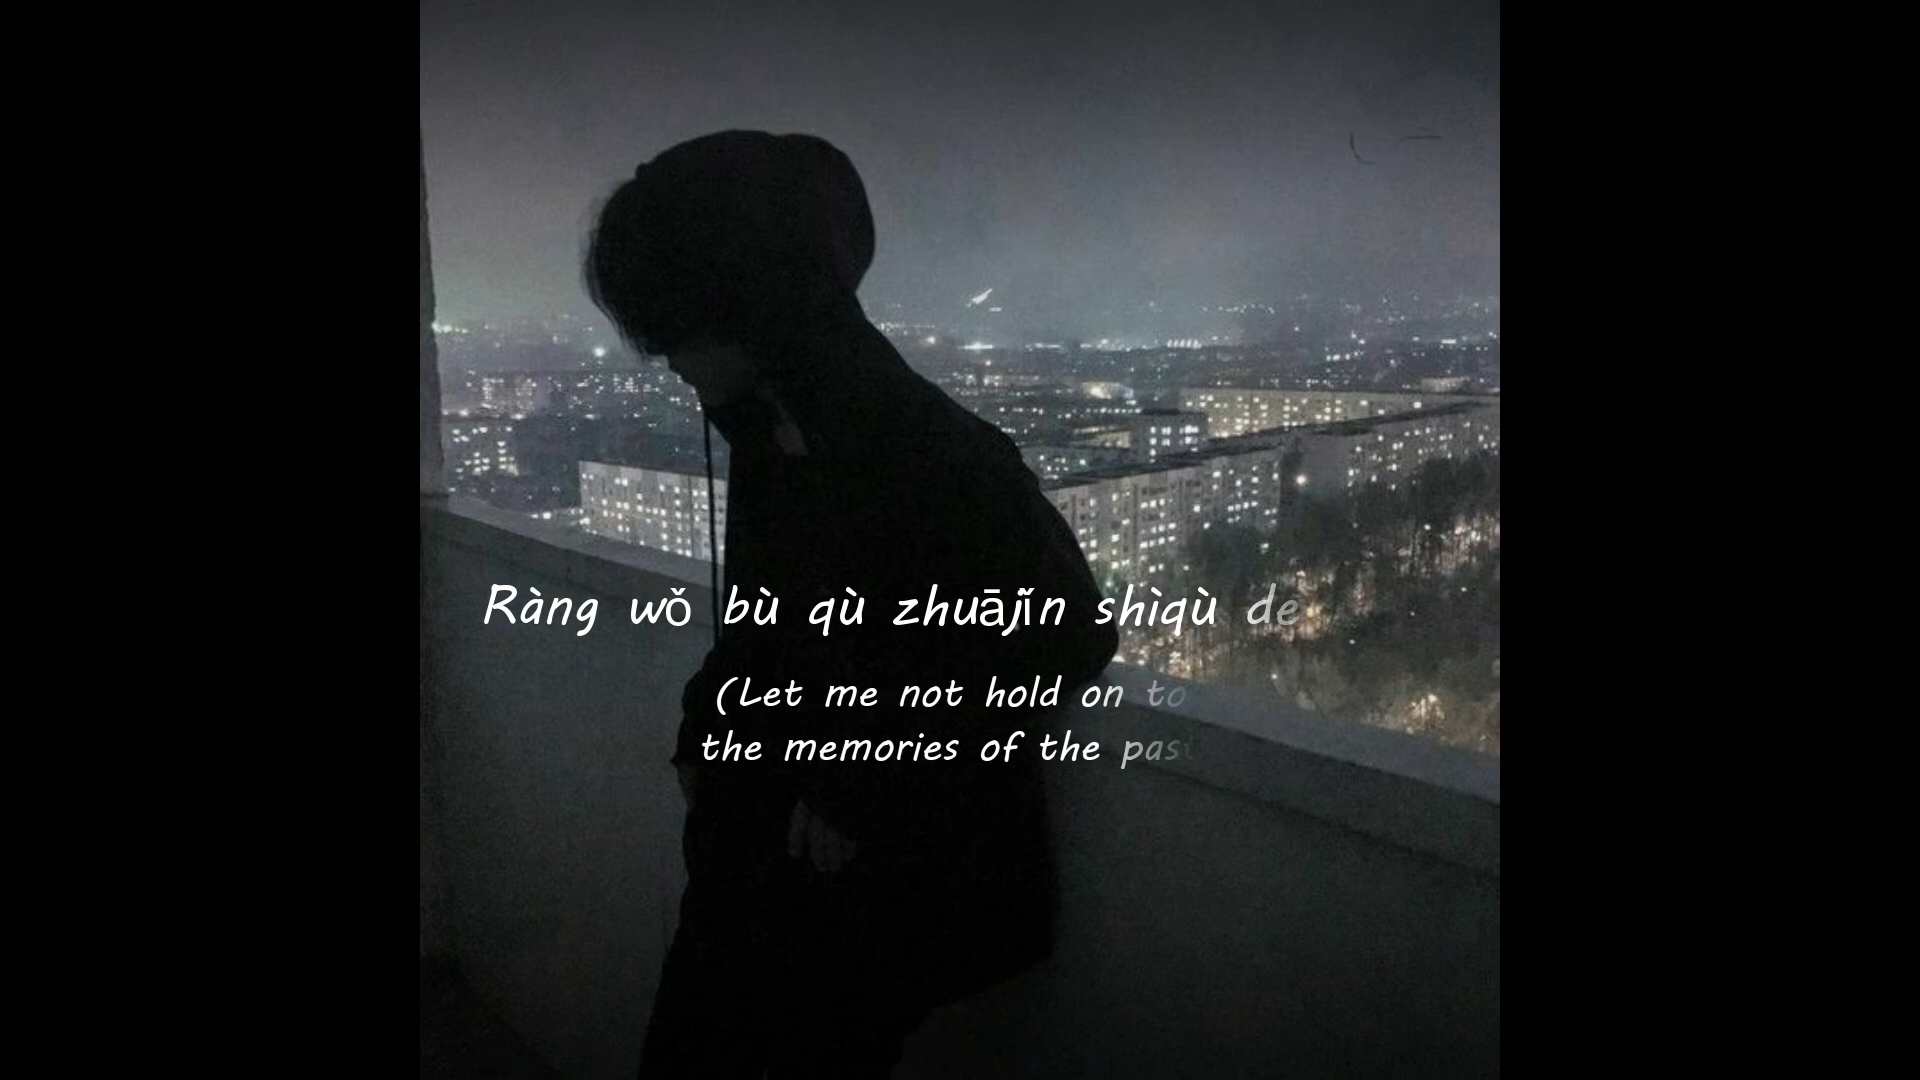 Ràng wǒ bù qù zhuājǐn shìqù de
(Let me not hold on to
the memories of the past